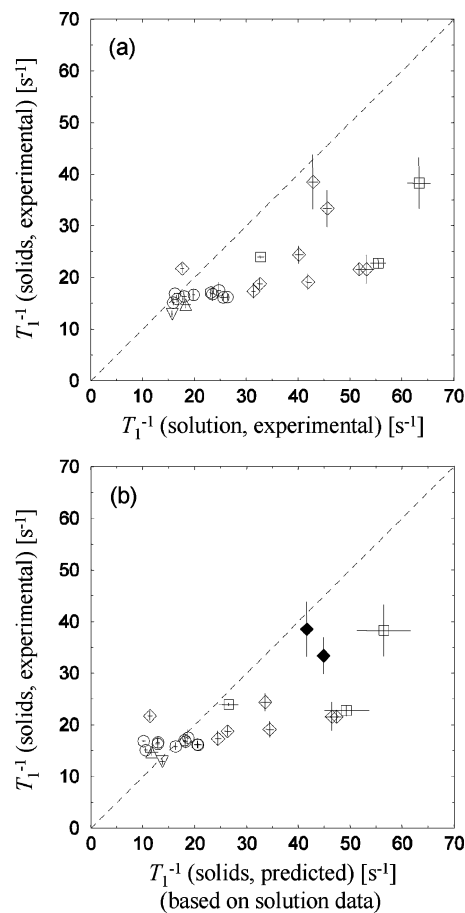 (a)
70
60
50
40
30
20
10
0
T₁⁻¹ (solids, experimental) [s⁻¹]
0 10 20 30 40 50 60 70
T₁⁻¹ (solution, experimental) [s⁻¹]
(b)
70
60
50
40
30
20
10
0
T₁⁻¹ (solids, experimental) [s⁻¹]
0 10 20 30 40 50 60 70
T₁⁻¹ (solids, predicted) [s⁻¹]
(based on solution data)